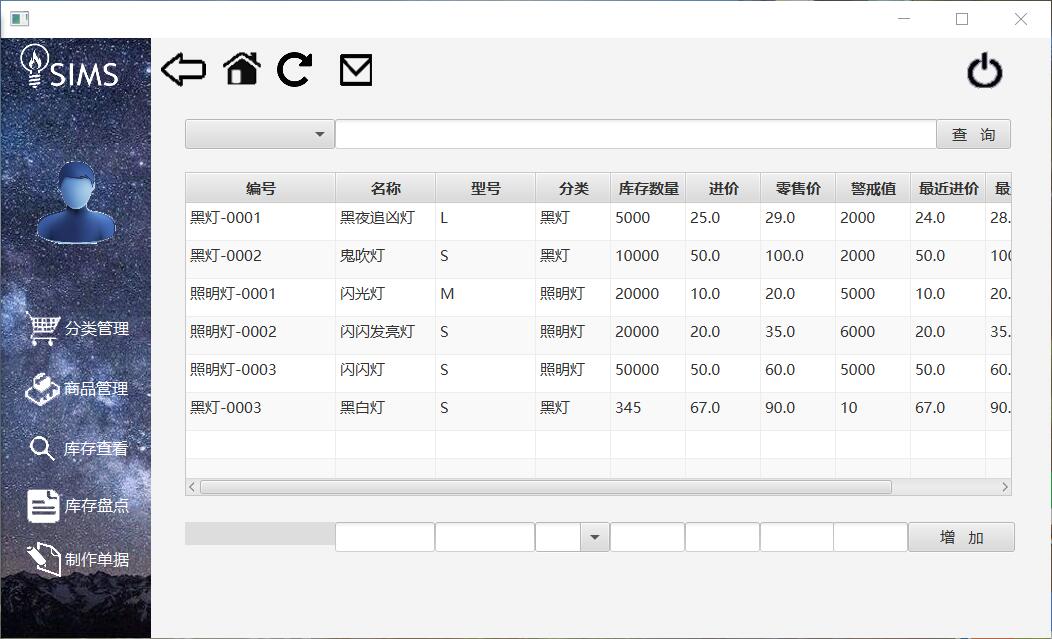 SIMS
分类管理
商品管理
库存查看
库存盘点
制作单据
查 询
编号 名称 型号 分类 库存数量 进价 零售价 警戒值 最近进价 最
黑灯-0001 黑夜追凶灯 L 黑灯 5000 25.0 29.0 2000 24.0 28.
黑灯-0002 鬼吹灯 S 黑灯 10000 50.0 100.0 2000 50.0 100
照明灯-0001 闪光灯 M 照明灯 20000 10.0 20.0 5000 10.0 20.
照明灯-0002 闪闪发亮灯 S 照明灯 20000 20.0 35.0 6000 20.0 35.
照明灯-0003 闪闪灯 S 照明灯 50000 50.0 60.0 5000 50.0 60.
黑灯-0003 黑白灯 S 黑灯 345 67.0 90.0 10 67.0 90.
增 加